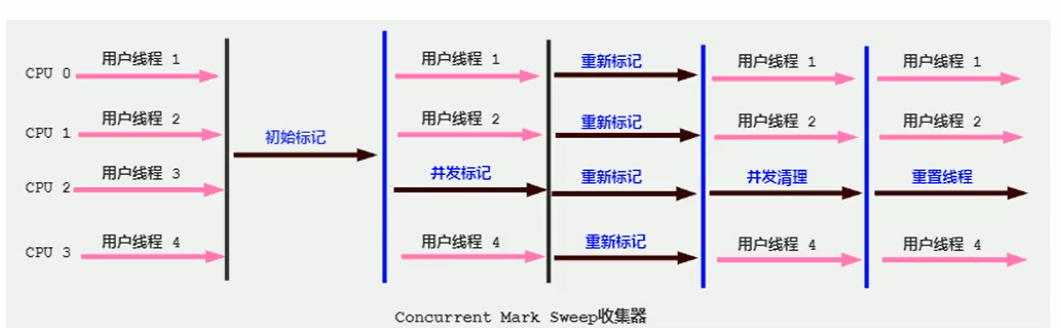 CPU 0 用户线程 1 用户线程 1 重新标记 用户线程 1 用户线程 1
CPU 1 用户线程 2 初始标记 用户线程 2 重新标记 用户线程 2 用户线程 2
CPU 2 用户线程 3 并发标记 重新标记 并发清理 重置线程
CPU 3 用户线程 4 用户线程 4 重新标记 用户线程 4 用户线程 4
Concurrent Mark Sweep收集器